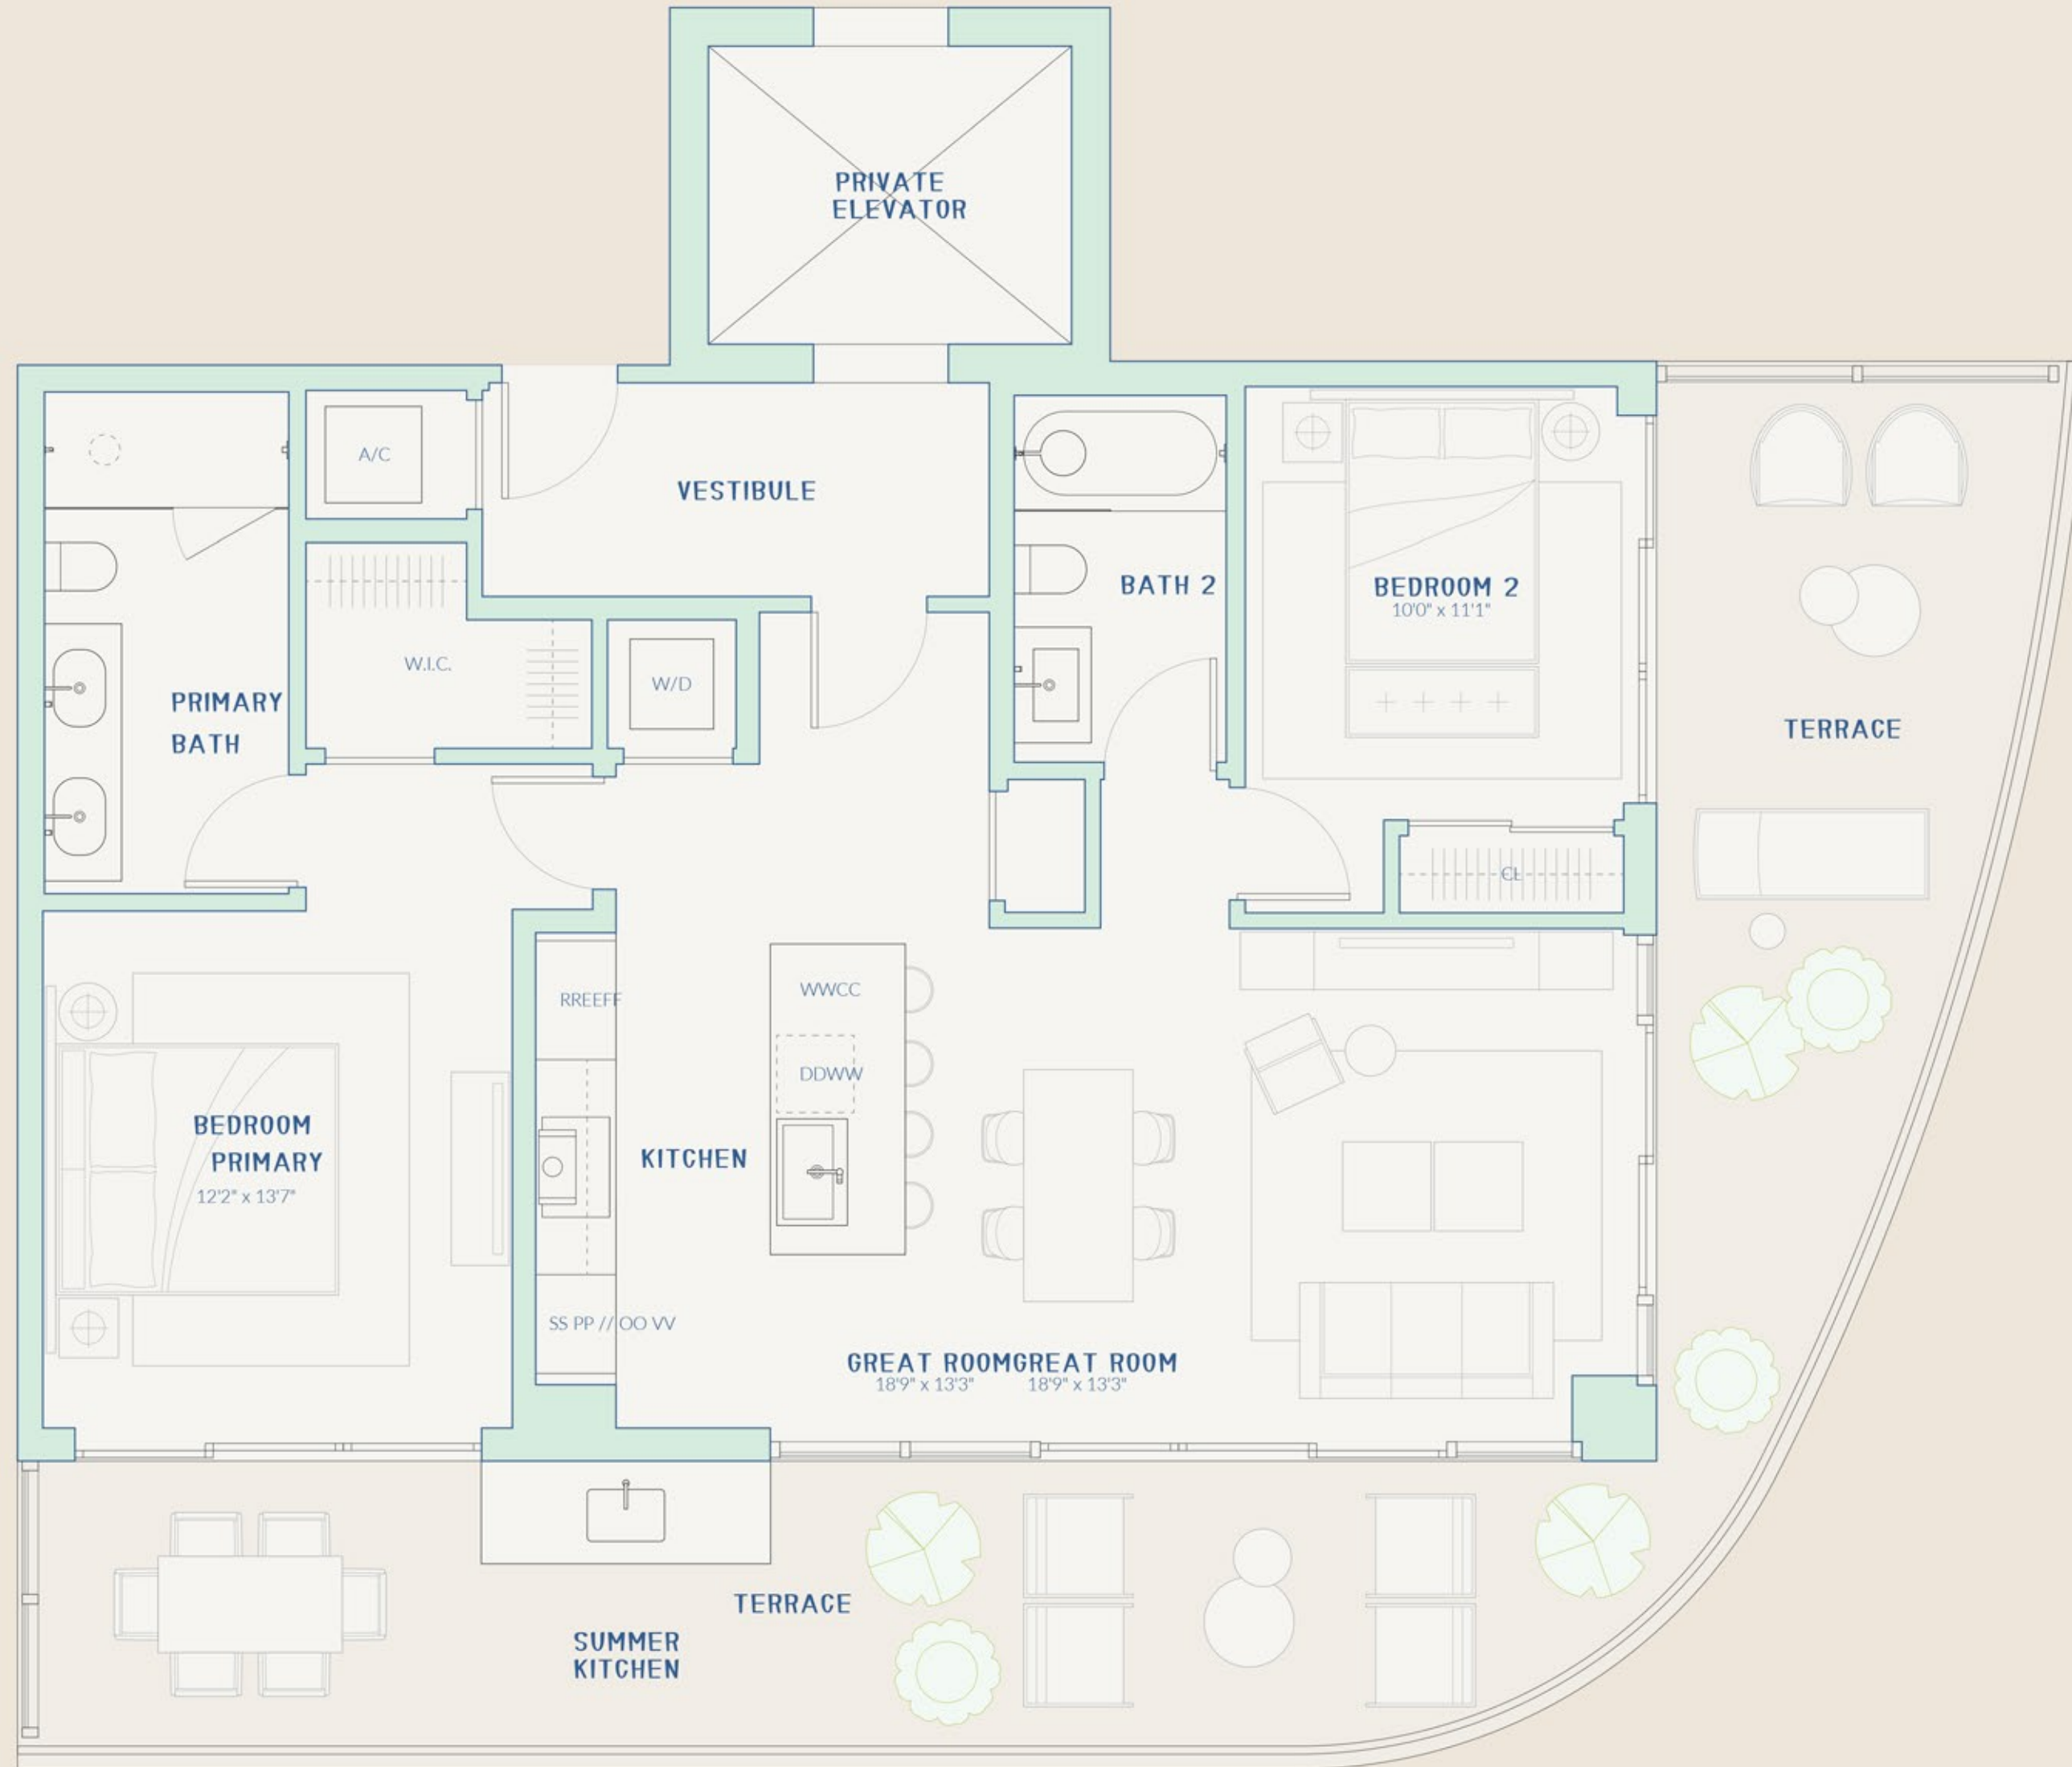 PRIVATE
ELEVATOR
A/C
VESTIBULE
BATH 2
BEDROOM 2
10'0" x 11'1"
W.I.C.
W/D
PRIMARY
BATH
TERRACE
CL
RREEFF
WWCC
DDWW
BEDROOM
PRIMARY
12'2" x 13'7"
KITCHEN
SS PP // OO VV
GREAT ROOMGREAT ROOM
18'9" x 13'3" 18'9" x 13'3"
TERRACE
SUMMER
KITCHEN